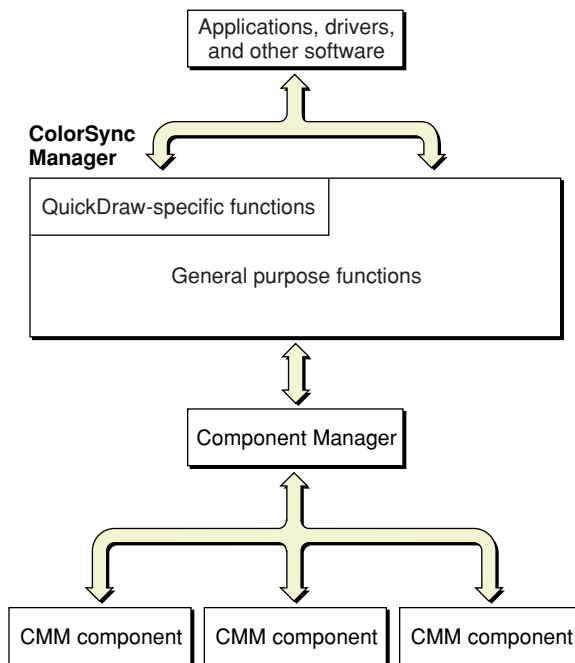 Applications, drivers,
and other software
ColorSync
Manager
QuickDraw-specific functions
General purpose functions
Component Manager
CMM component
CMM component
CMM component